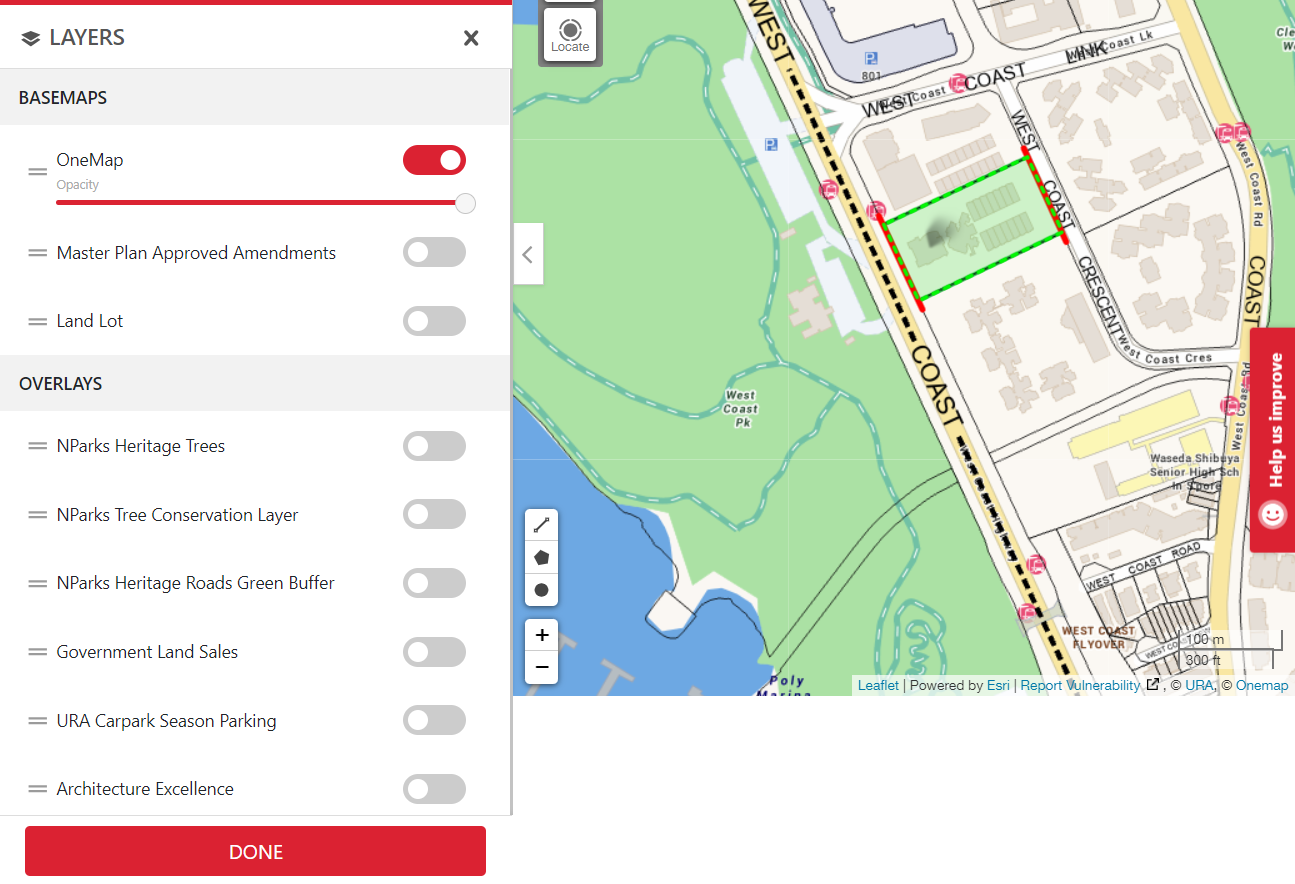 LAYERS
BASEMAPS
OneMap
Opacity
Master Plan Approved Amendments
Land Lot
OVERLAYS
NParks Heritage Trees
NParks Tree Conservation Layer
NParks Heritage Roads Green Buffer
Government Land Sales
URA Carpark Season Parking
Architecture Excellence
DONE
Locate
WEST
801
WEST COAST LINK
West Coast Lk
WEST COAST CRESCENT
West Coast Cres
West Coast Rd
COAST
West Coast Rd
COAST
West
Coast
Pk
Waseda Shibuya
Senior High Sch
In S'pore
WEST COAST ROAD
WEST COAST
FLYOVER
Poly
Marina
+
−
100 m
300 ft
Leaflet | Powered by Esri | Report Vulnerability , © URA, © Onemap
Help us improve